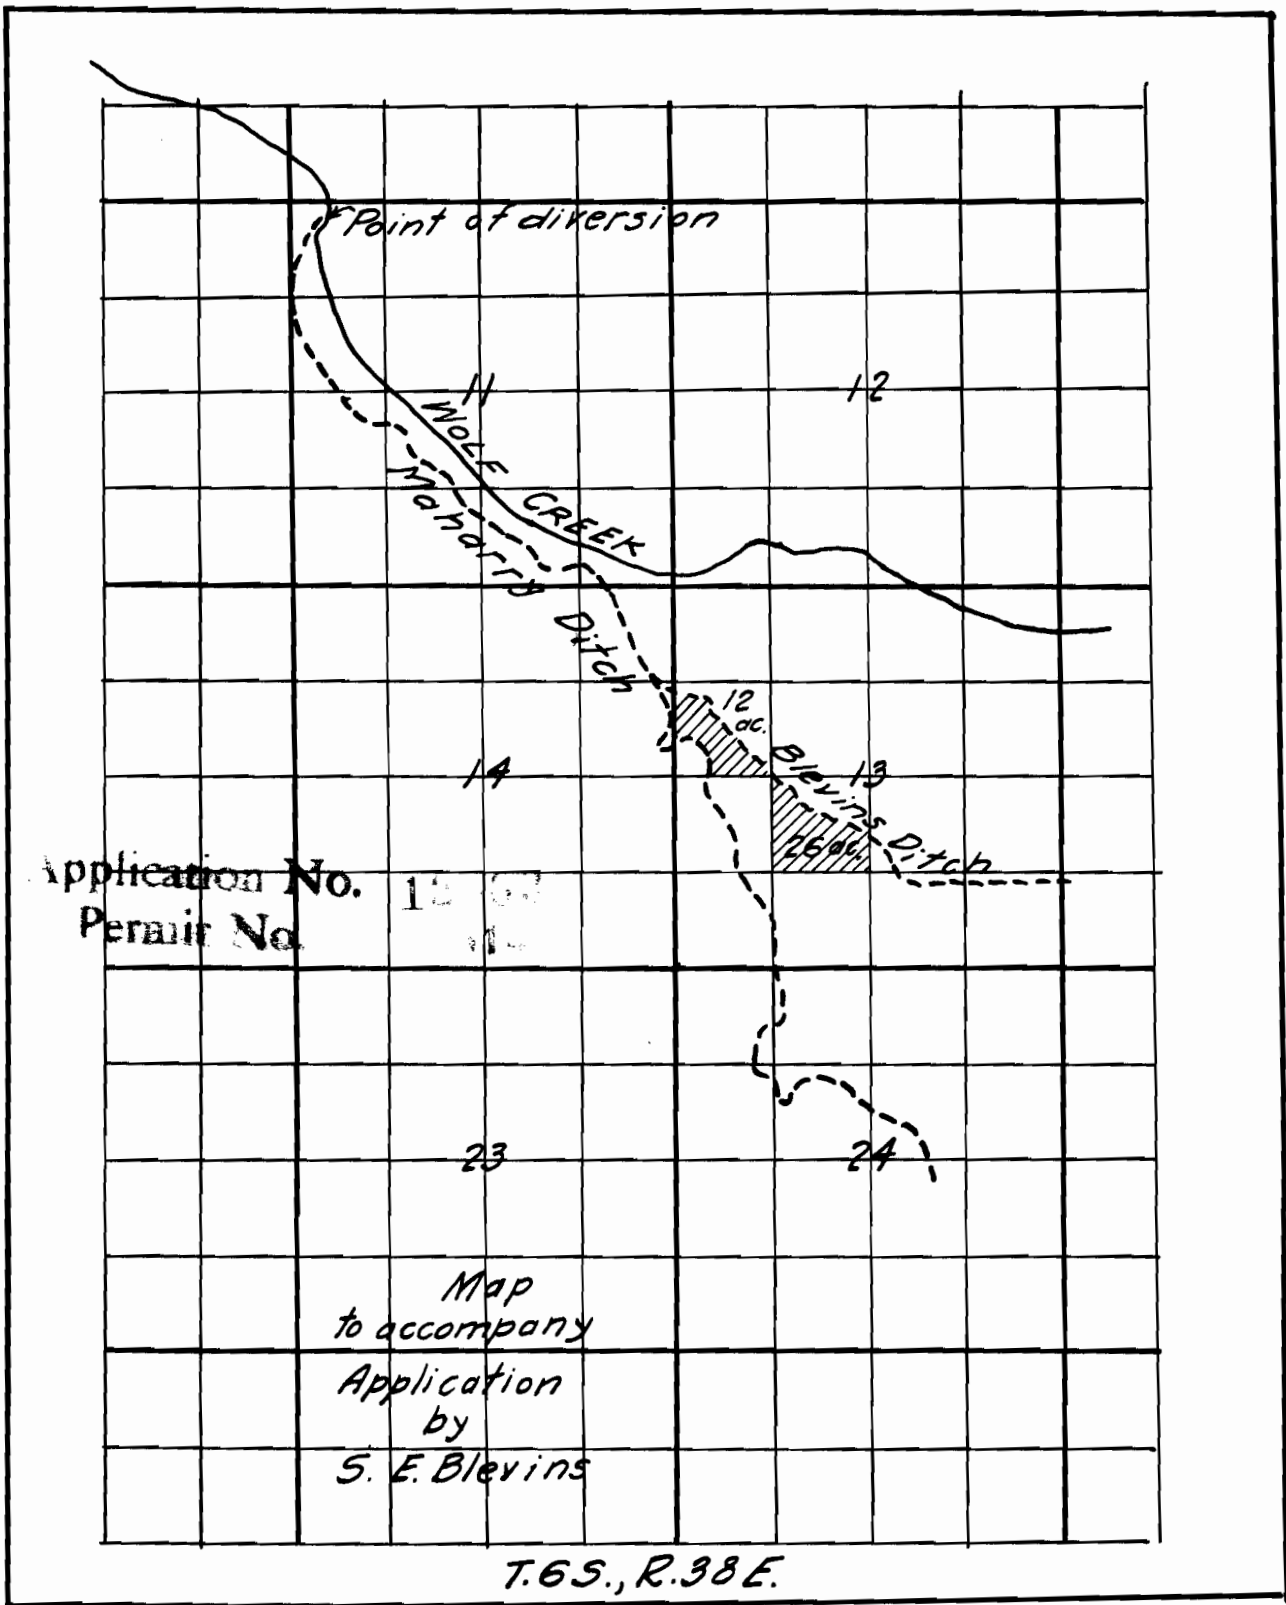 Point of diversion
11
12
WOLF CREEK
Maharry Ditch
12
ac.
Blevins Ditch
14
13
26 ac.
Application No.
Permit No.
23
24
Map
to accompany
Application
by
S. E. Blevins
T.6S., R.38E.